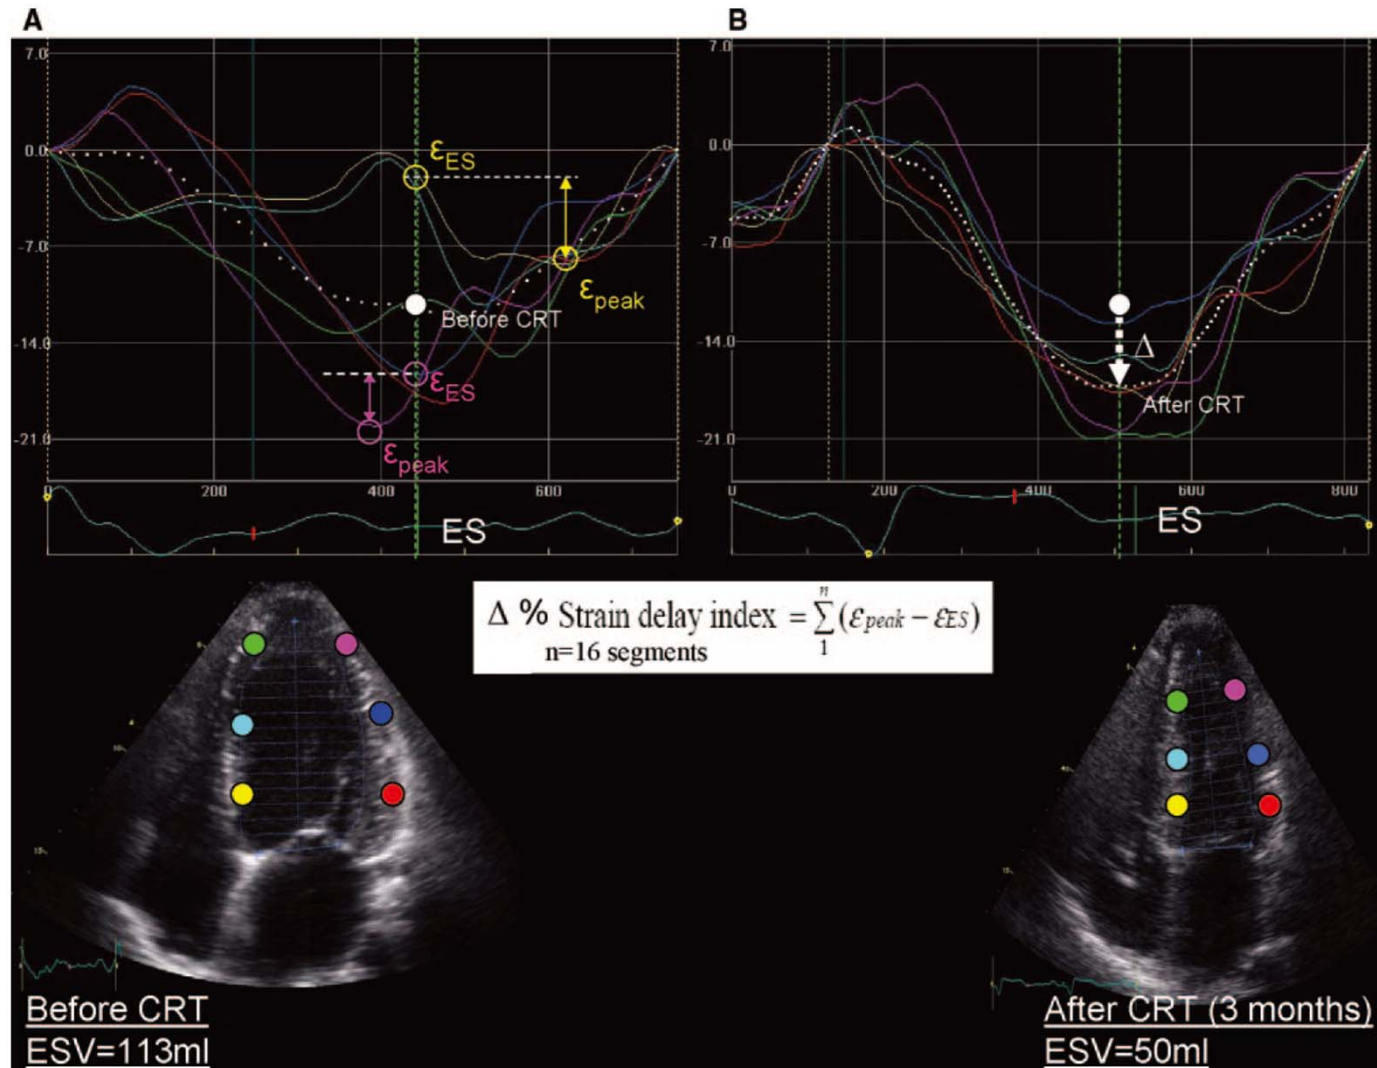 A
B
7.0
0.0
-7.0
-14.0
-21.0
0
200
400
600
εES
εpeak
Before CRT
εES
εpeak
ES
7.0
0.0
-7.0
-14.0
-21.0
0
200
400
600
800
Δ
After CRT
ES
Δ % Strain delay index = n∑1(εpeak − εES)
n=16 segments
Before CRT
ESV=113ml
After CRT (3 months)
ESV=50ml